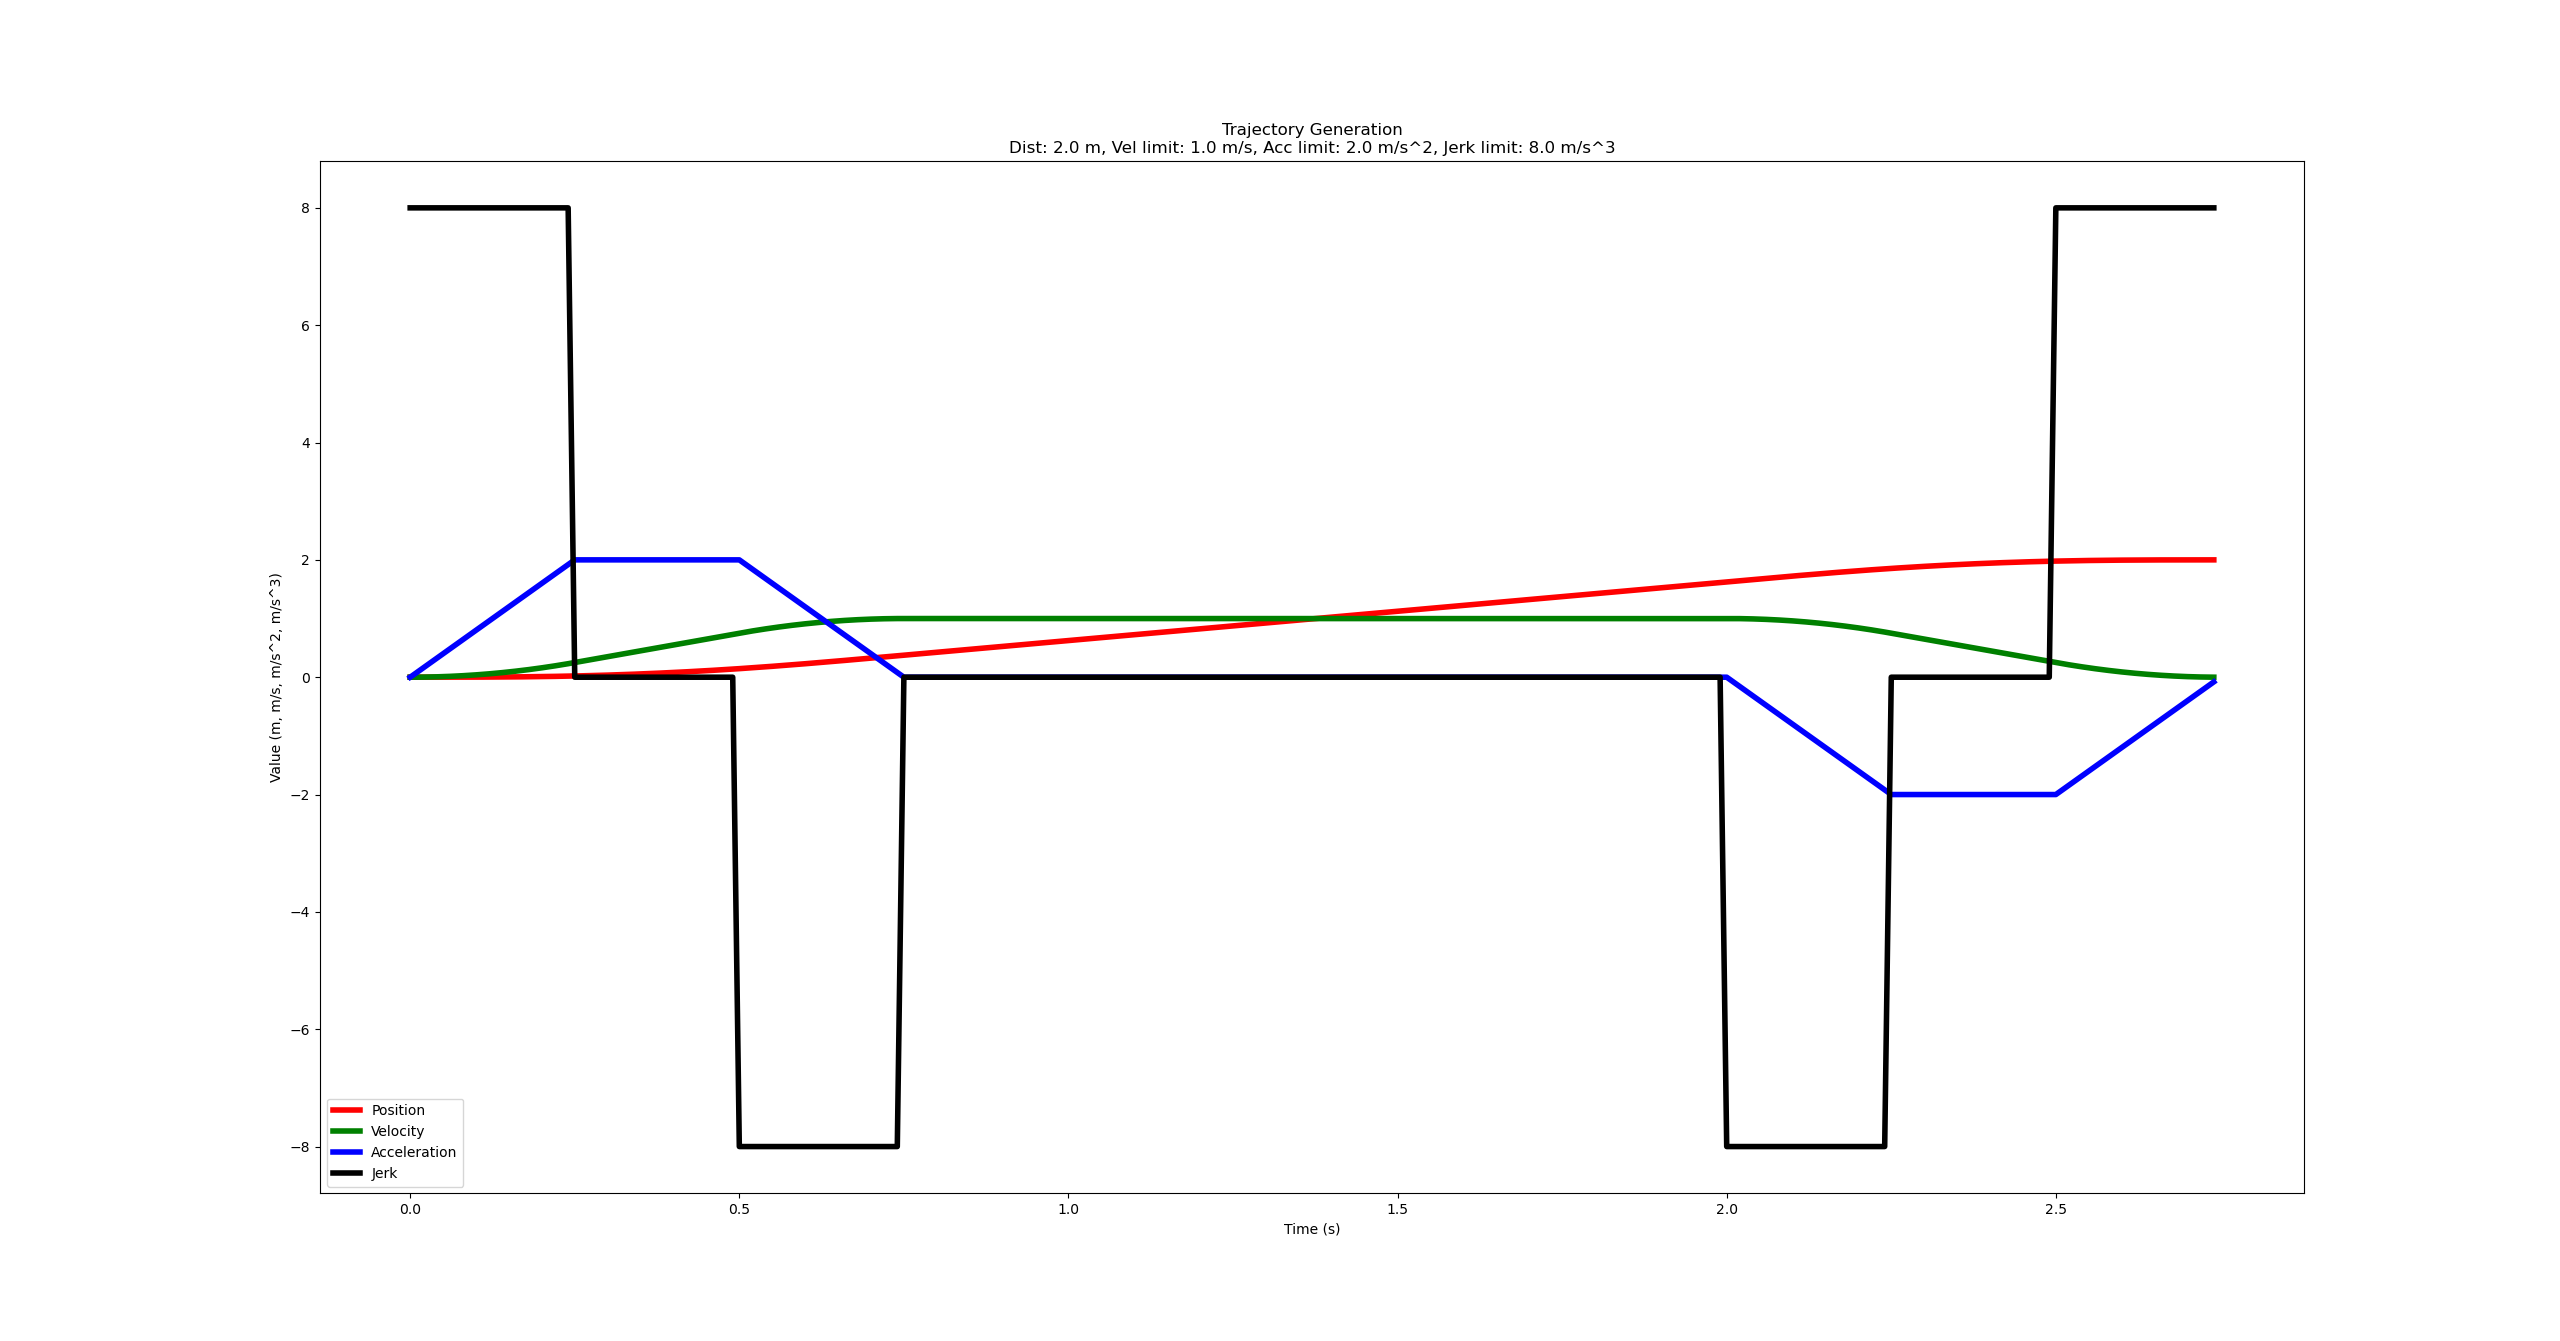 Trajectory Generation
Dist: 2.0 m, Vel limit: 1.0 m/s, Acc limit: 2.0 m/s^2, Jerk limit: 8.0 m/s^3
Value (m, m/s, m/s^2, m/s^3)
8
6
4
2
0
−2
−4
−6
−8
Position
Velocity
Acceleration
Jerk
0.0 0.5 1.0 1.5 2.0 2.5
Time (s)